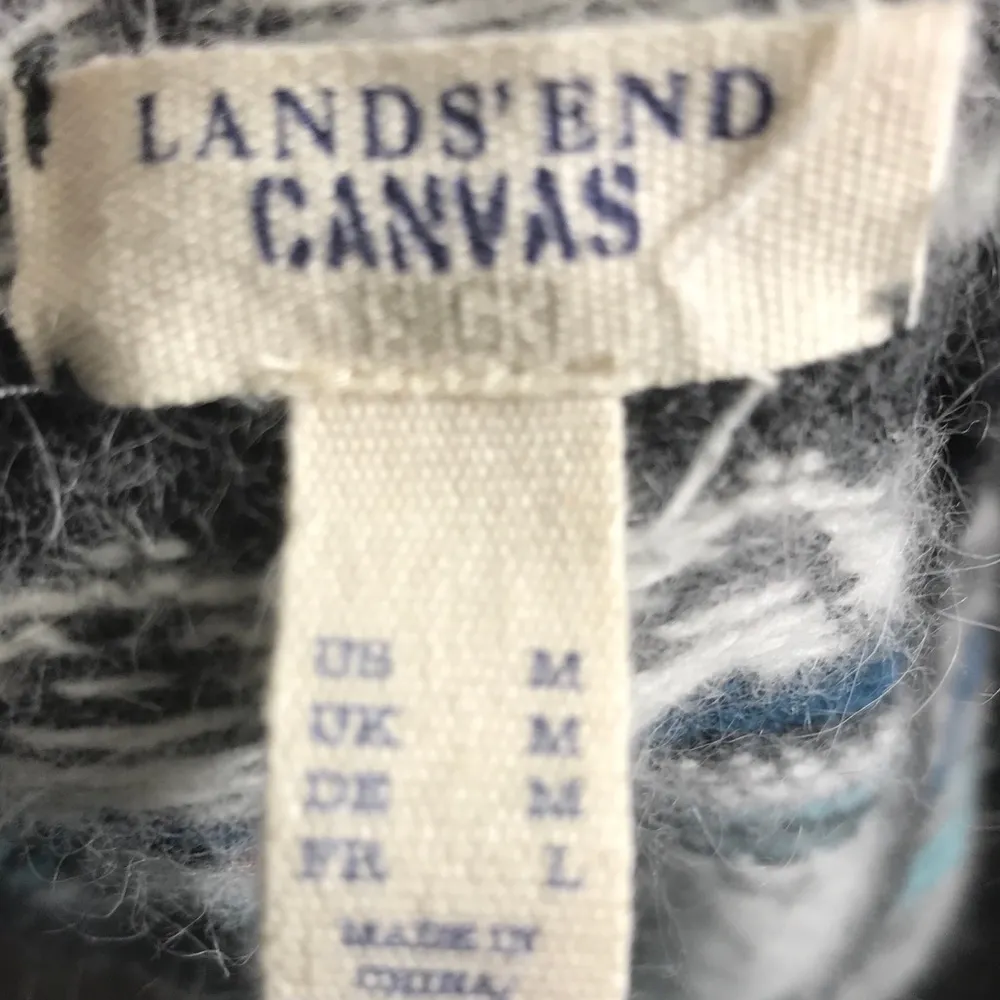 LANDS' END
CANVAS
US M
UK M
DE M
FR L
MADE IN
CHINA,